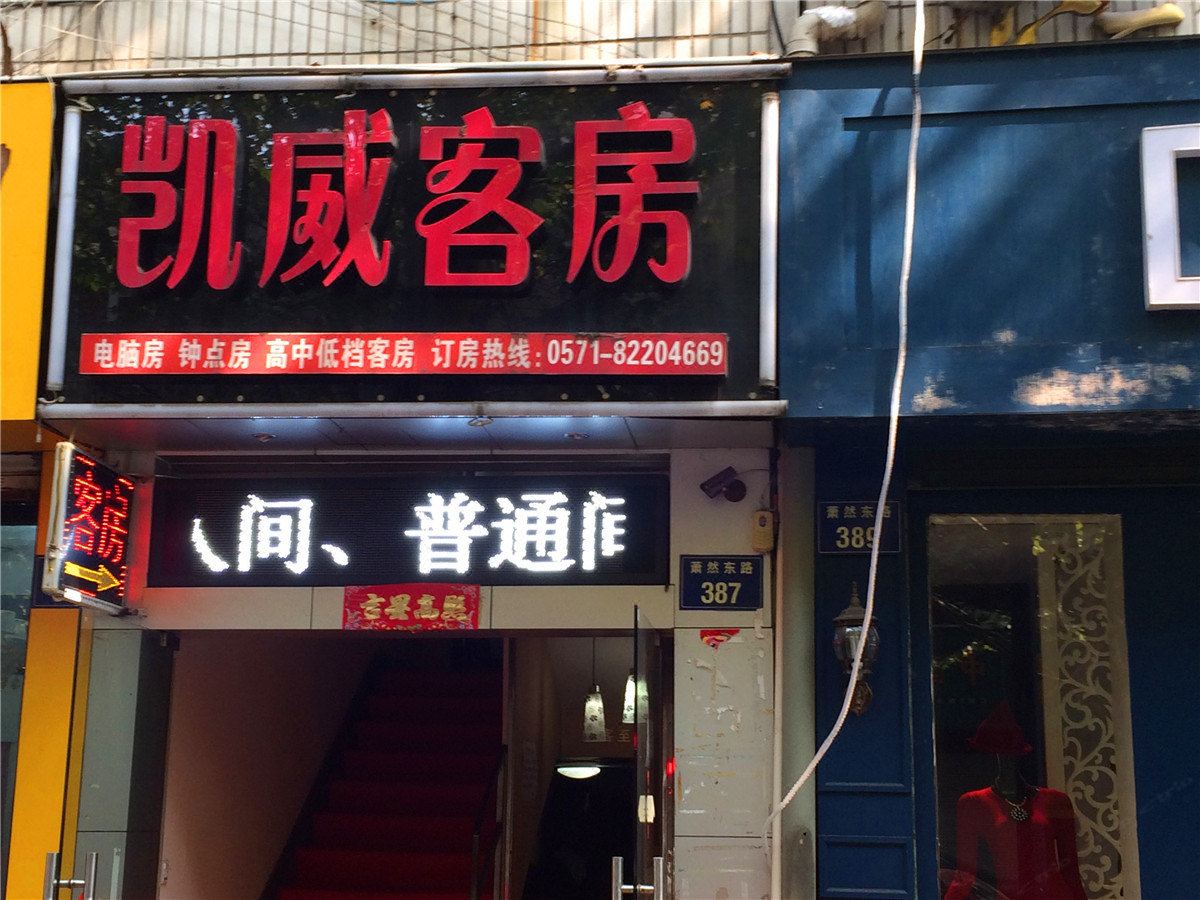 凯威客房
电脑房 钟点房 高中低档客房 订房热线:0571-82204669
间、普通间
客房
吉星高照
萧然东路
387
萧然东路
389